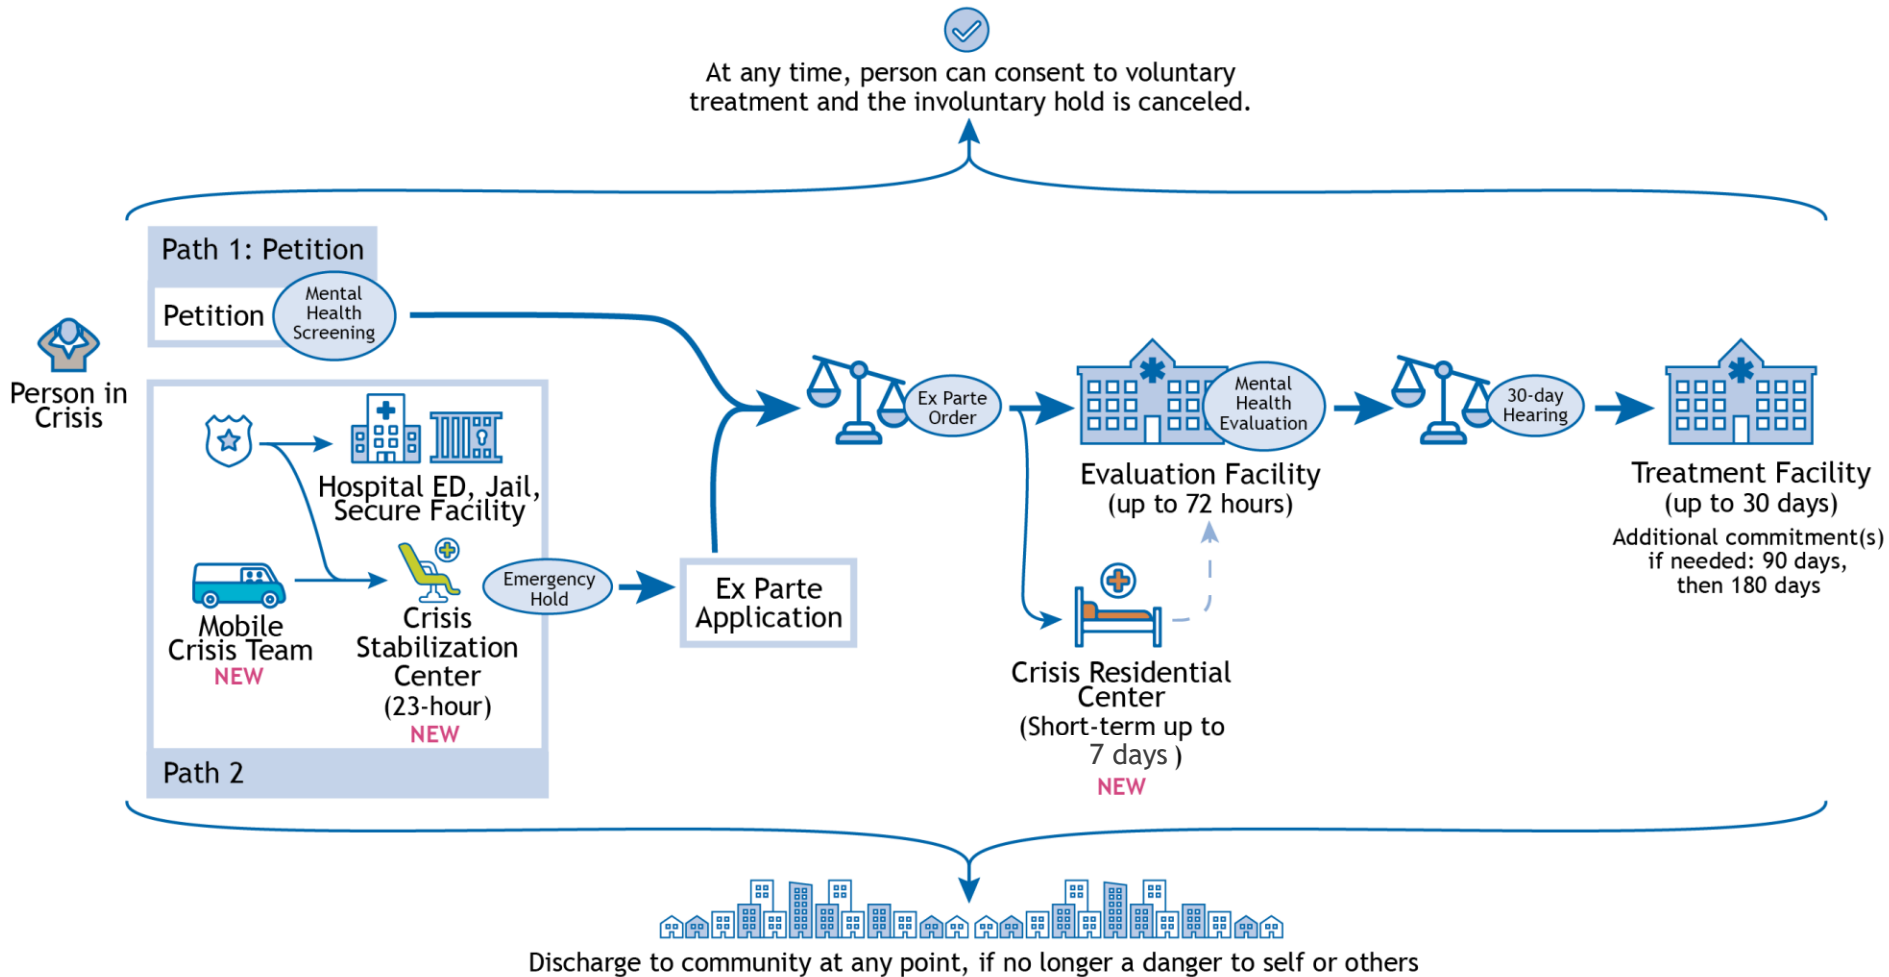 At any time, person can consent to voluntary
treatment and the involuntary hold is canceled.
Path 1: Petition
Petition
Mental
Health
Screening
Person in
Crisis
Hospital ED, Jail,
Secure Facility
Mobile
Crisis Team
NEW
Crisis
Stabilization
Center
(23-hour)
NEW
Emergency
Hold
Path 2
Ex Parte
Application
Ex Parte
Order
Evaluation Facility
(up to 72 hours)
Mental
Health
Evaluation
Crisis Residential
Center
(Short-term up to
7 days )
NEW
30-day
Hearing
Treatment Facility
(up to 30 days)
Additional commitment(s)
if needed: 90 days,
then 180 days
Discharge to community at any point, if no longer a danger to self or others